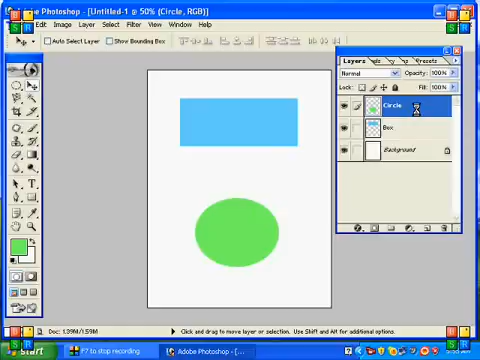 Adobe Photoshop - [Untitled-1 @ 50% (Circle, RGB)]
Edit Image Layer Select Filter View Window Help
Auto Select Layer Show Bounding Box
Layers Presets
Normal Opacity: 100%
Lock: Fill: 100%
Circle
Box
Background
Doc: 1.39M/1.59M Click and drag to move layer or selection. Use Shift and Alt for additional options.
Start F7 to stop recording Adobe Photoshop - [...